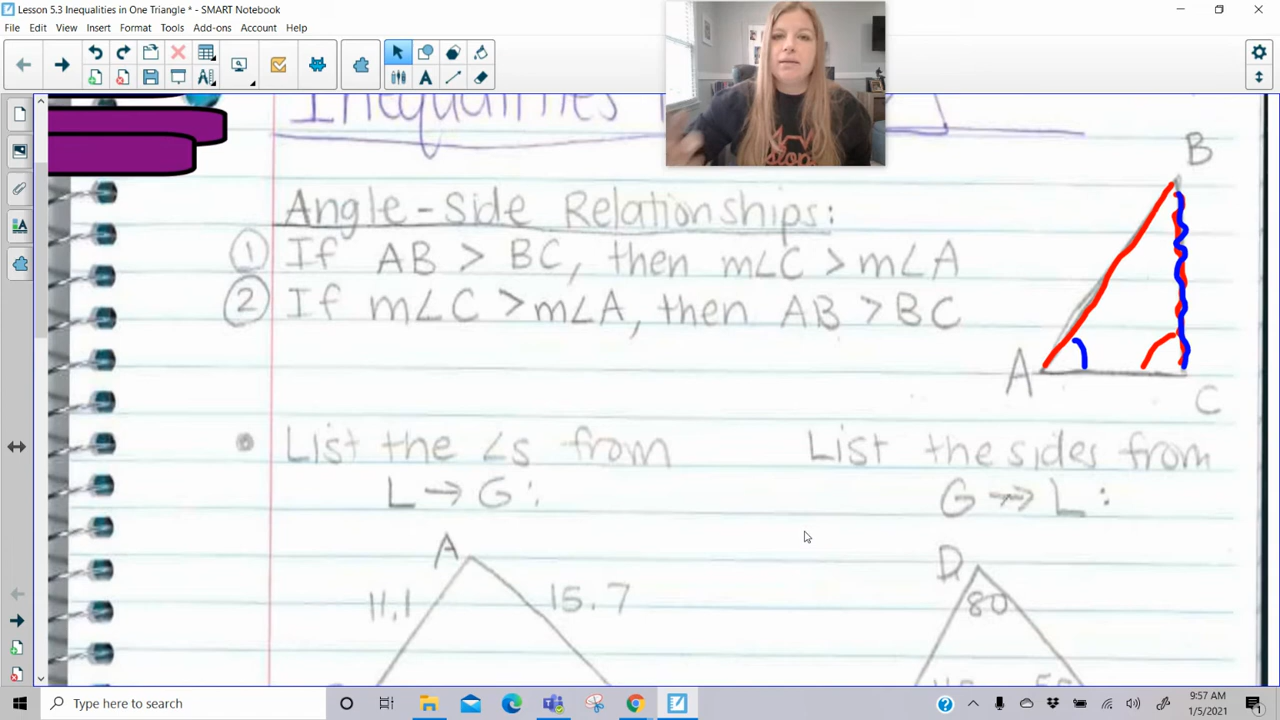 Lesson 5.3 Inequalities in One Triangle * - SMART Notebook
File Edit View Insert Format Tools Add-ons Account Help
Inequalities
Angle-Side Relationships:
① If AB > BC, then m∠C > m∠A
② If m∠C > m∠A, then AB > BC
B
A
C
• List the ∠s from
L → G:
List the sides from
G → L:
A
11.1
15.7
D
80
Type here to search
9:57 AM
1/5/2021